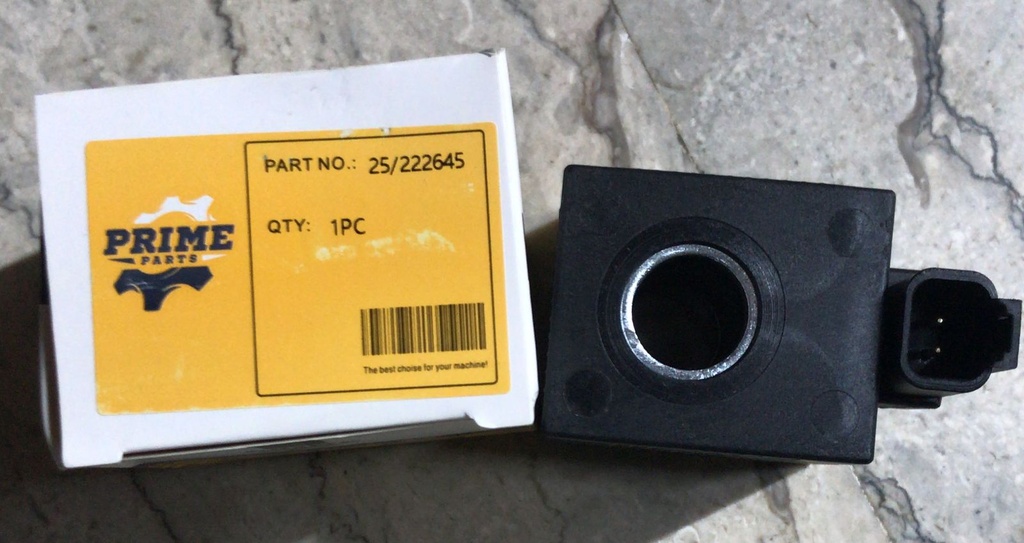 PRIME
PARTS
PART NO.: 25/222645
QTY: 1PC
The best choise for your machine!